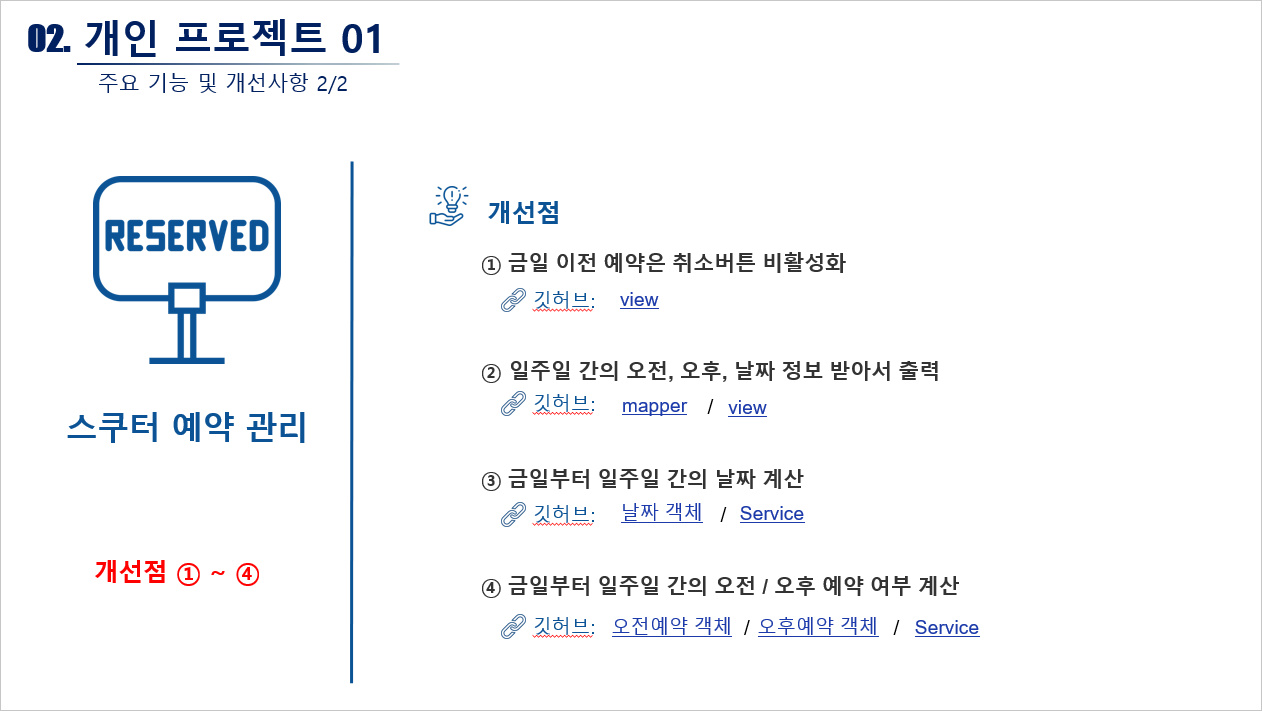 02. 개인 프로젝트 01
주요 기능 및 개선사항 2/2
RESERVED
스쿠터 예약 관리
개선점 ① ~ ④
개선점
① 금일 이전 예약은 취소버튼 비활성화
깃허브: view
② 일주일 간의 오전, 오후, 날짜 정보 받아서 출력
깃허브: mapper / view
③ 금일부터 일주일 간의 날짜 계산
깃허브: 날짜 객체 / Service
④ 금일부터 일주일 간의 오전 / 오후 예약 여부 계산
깃허브: 오전예약 객체 / 오후예약 객체 / Service